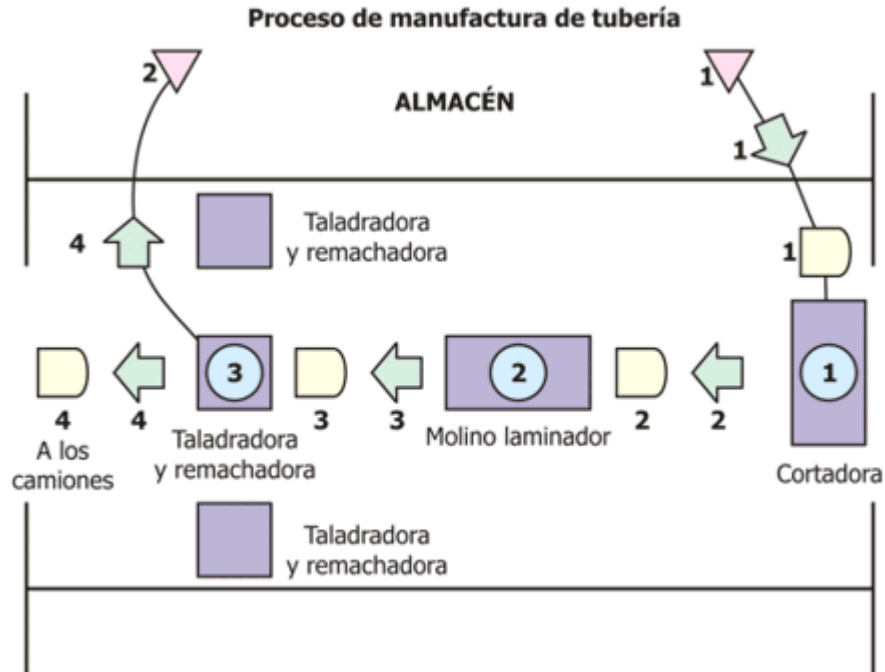 Proceso de manufactura de tubería
2
1
ALMACÉN
1
Taladradora
y remachadora
4
1
3
2
1
4
4
3
3
2
2
A los
camiones
Taladradora
y remachadora
Molino laminador
Cortadora
Taladradora
y remachadora